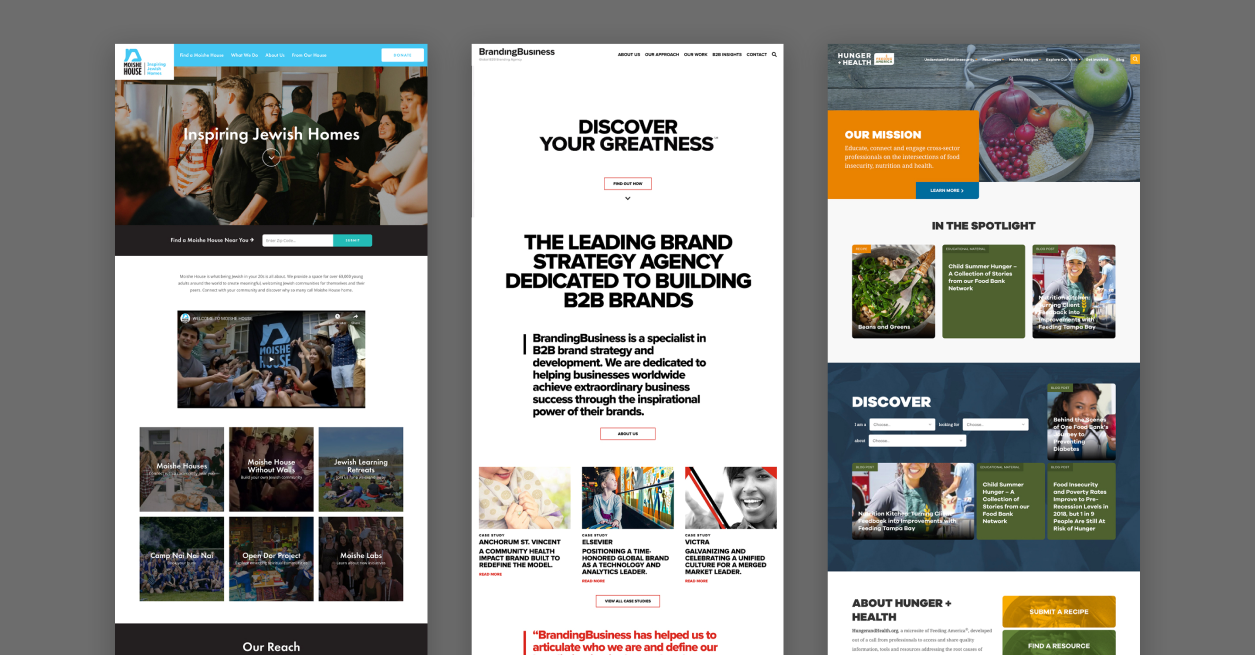 MOISHE
HOUSE
Inspiring
Jewish
Homes
Find a Moishe House What We Do About Us From Our House
DONATE
Inspiring Jewish Homes
Find a Moishe House Near You
Enter Zip Code...
SUBMIT
Moishe House is what being Jewish in your 20s is all about. We provide a space for over 60,000 young
adults around the world to create meaningful, welcoming Jewish communities for themselves and their
peers. Connect with your community and discover why so many call Moishe House home.
WELCOME TO MOISHE HOUSE
Share
MOISHE
HOUSE
Moishe Houses
Moishe House
Without Walls
Build your own Jewish community
Jewish Learning
Retreats
Camp Nai Nai Nai
Open Dor Project
Moishe Labs
Learn about new initiatives
Our Reach
BrandingBusiness
Global B2B Branding Agency
ABOUT US OUR APPROACH OUR WORK B2B INSIGHTS CONTACT
DISCOVER
YOUR GREATNESS
FIND OUT HOW
THE LEADING BRAND
STRATEGY AGENCY
DEDICATED TO BUILDING
B2B BRANDS
BrandingBusiness is a specialist in
B2B brand strategy and
development. We are dedicated to
helping businesses worldwide
achieve extraordinary business
success through the inspirational
power of their brands.
ABOUT US
CASE STUDY
ANCHORUM ST. VINCENT
A COMMUNITY HEALTH
IMPACT BRAND BUILT TO
REDEFINE THE MODEL.
READ MORE
CASE STUDY
ELSEVIER
POSITIONING A TIME-
HONORED GLOBAL BRAND
AS A TECHNOLOGY AND
ANALYTICS LEADER.
READ MORE
CASE STUDY
VICTRA
GALVANIZING AND
CELEBRATING A UNIFIED
CULTURE FOR A MERGED
MARKET LEADER.
READ MORE
VIEW ALL CASE STUDIES
“BrandingBusiness has helped us to
articulate who we are and define our
HUNGER
+ HEALTH
Understand Food Insecurity Resources Healthy Recipes Explore Our Work Get Involved Blog
OUR MISSION
Educate, connect and engage cross-sector
professionals on the intersections of food
insecurity, nutrition and health.
LEARN MORE
IN THE SPOTLIGHT
RECIPE
Beans and Greens
EDUCATIONAL MATERIAL
Child Summer Hunger –
A Collection of Stories
from our Food Bank
Network
BLOG POST
Nutrition Kitchen:
Turning Client
Feedback into
Improvements with
Feeding Tampa Bay
DISCOVER
I am a
Choose...
looking for
Choose...
about
Choose...
BLOG POST
Behind the Scenes
of One Food Bank's
Journey to
Preventing
Diabetes
BLOG POST
Nutrition Kitchen: Turning Client
Feedback into Improvements with
Feeding Tampa Bay
EDUCATIONAL MATERIAL
Child Summer
Hunger – A
Collection of
Stories from our
Food Bank
Network
BLOG POST
Food Insecurity
and Poverty Rates
Improve to Pre-
Recession Levels in
2018, but 1 in 9
People Are Still At
Risk of Hunger
ABOUT HUNGER +
HEALTH
HungerandHealth.org, a microsite of Feeding America®, developed
out of a call from professionals to access and share quality
information, tools and resources addressing the root causes of
SUBMIT A RECIPE
FIND A RESOURCE